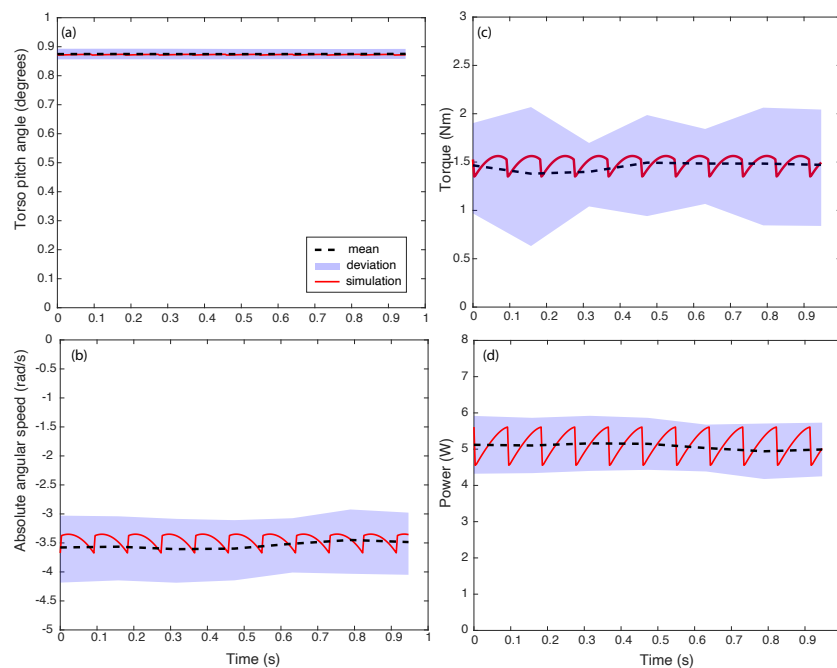 (a)
Torso pitch angle (degrees)
1
0.9
0.8
0.7
0.6
0.5
0.4
0.3
0.2
0.1
0
mean
deviation
simulation
0 0.1 0.2 0.3 0.4 0.5 0.6 0.7 0.8 0.9 1
(c)
Torque (Nm)
3
2.5
2
1.5
1
0.5
0
0 0.1 0.2 0.3 0.4 0.5 0.6 0.7 0.8 0.9
(b)
Absolute angular speed (rad/s)
0
-0.5
-1
-1.5
-2
-2.5
-3
-3.5
-4
-4.5
-5
0 0.1 0.2 0.3 0.4 0.5 0.6 0.7 0.8 0.9 1
Time (s)
(d)
Power (W)
8
7
6
5
4
3
2
1
0
0 0.1 0.2 0.3 0.4 0.5 0.6 0.7 0.8 0.9
Time (s)